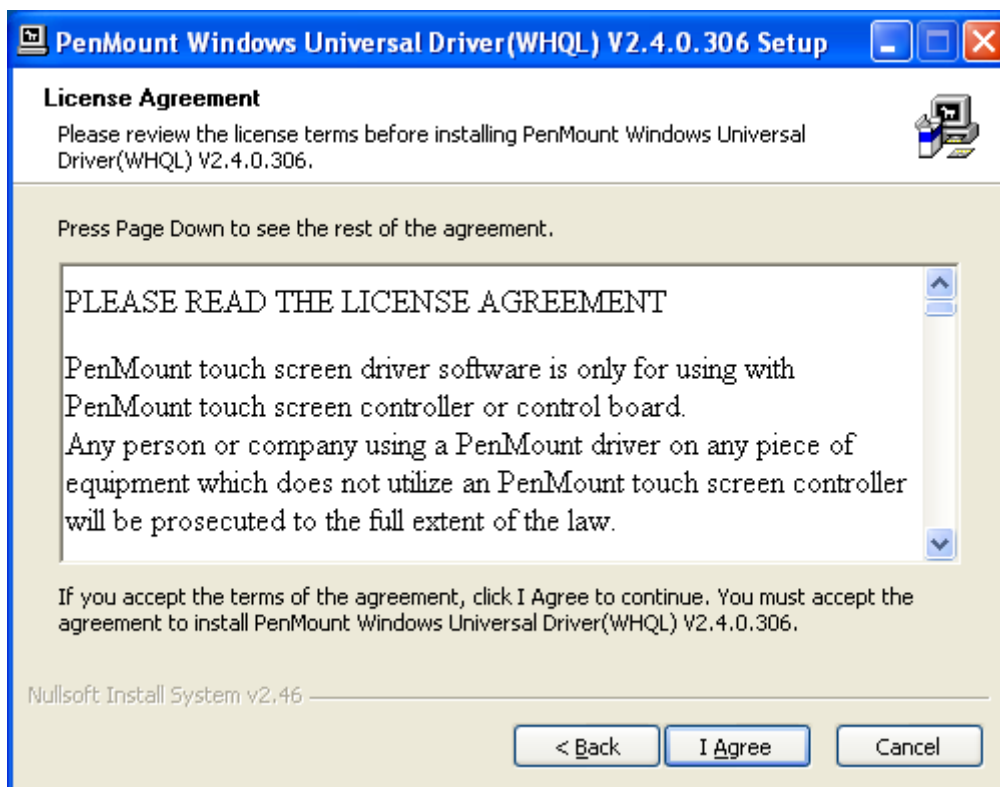 PenMount Windows Universal Driver(WHQL) V2.4.0.306 Setup
License Agreement
Please review the license terms before installing PenMount Windows Universal
Driver(WHQL) V2.4.0.306.
Press Page Down to see the rest of the agreement.
PLEASE READ THE LICENSE AGREEMENT
PenMount touch screen driver software is only for using with
PenMount touch screen controller or control board.
Any person or company using a PenMount driver on any piece of
equipment which does not utilize an PenMount touch screen controller
will be prosecuted to the full extent of the law.
If you accept the terms of the agreement, click I Agree to continue. You must accept the
agreement to install PenMount Windows Universal Driver(WHQL) V2.4.0.306.
Nullsoft Install System v2.46
< Back I Agree Cancel